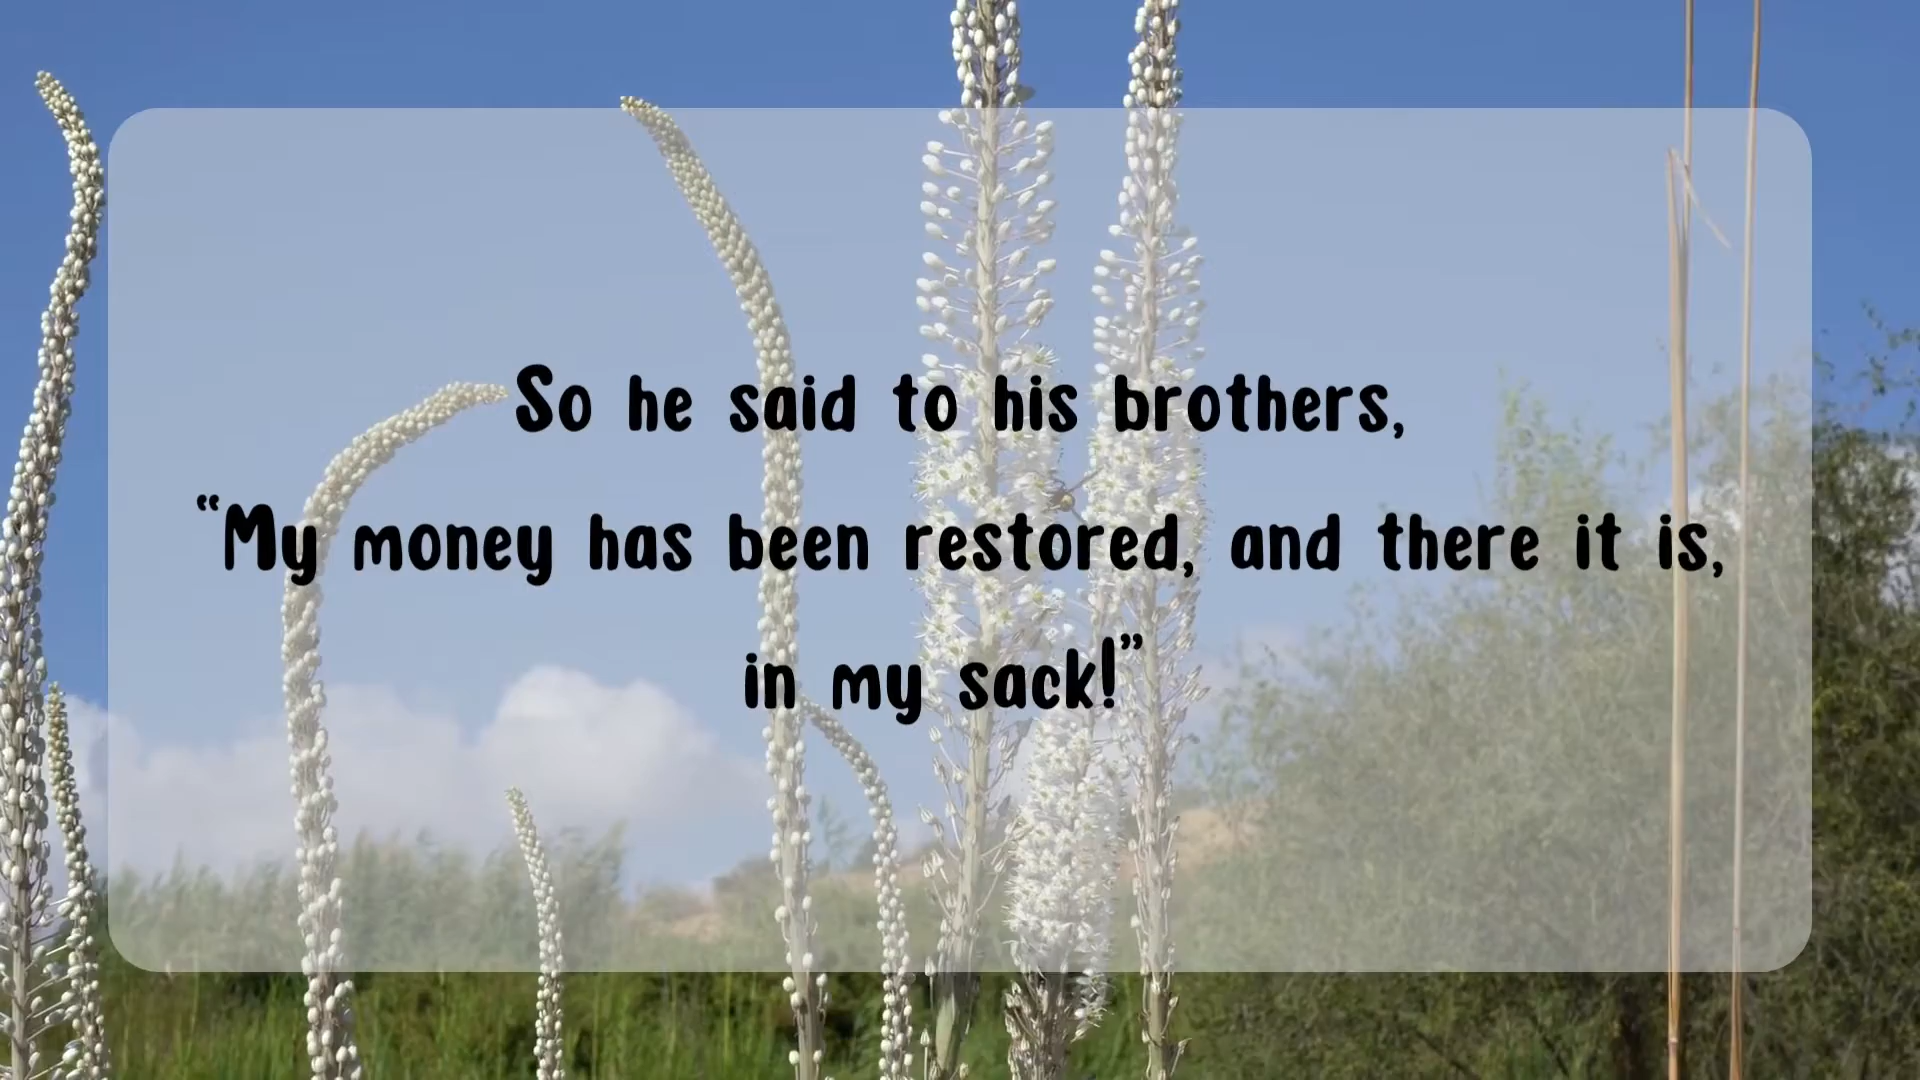 So he said to his brothers,
“My money has been restored, and there it is,
in my sack!”